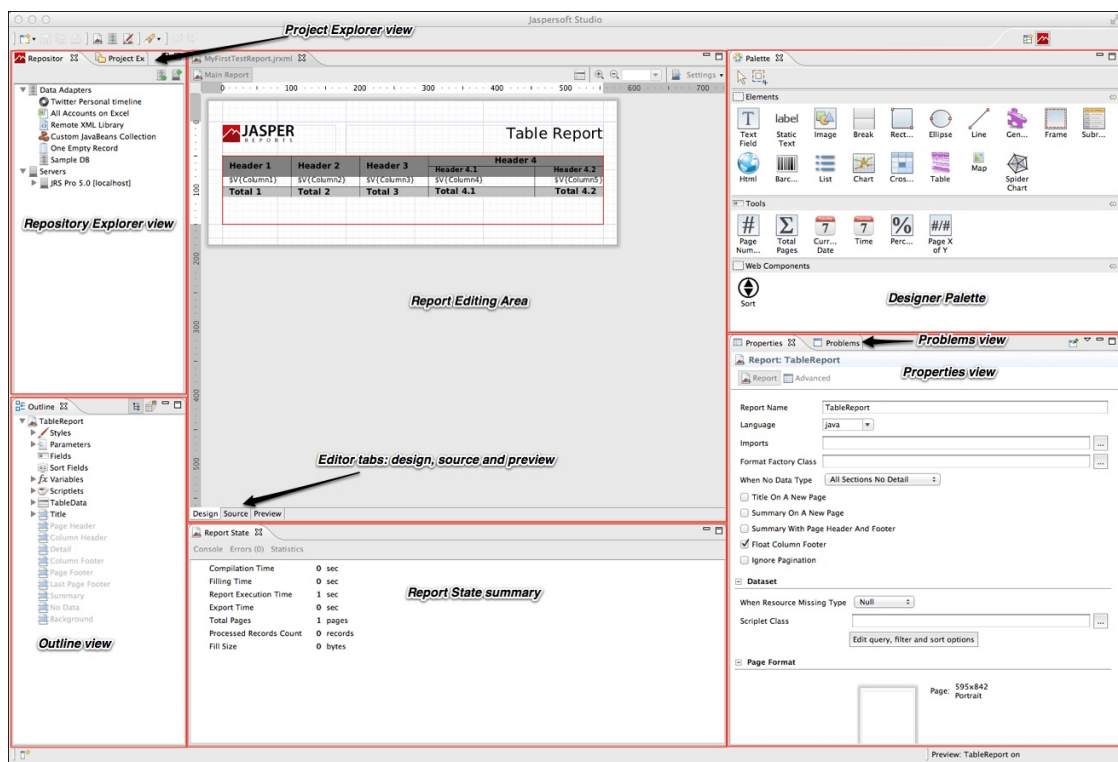 Jaspersoft Studio
Project Explorer view
Repositor
Project Ex
Data Adapters
Twitter Personal timeline
All Accounts on Excel
Remote XML Library
Custom JavaBeans Collection
One Empty Record
Sample DB
Servers
JRS Pro 5.0 [localhost]
Repository Explorer view
Outline
TableReport
Styles
Parameters
Fields
Sort Fields
fx Variables
Scriptlets
TableData
Title
Page Header
Column Header
Detail
Column Footer
Page Footer
Last Page Footer
Summary
No Data
Background
Outline view
MyFirstTestReport.jrxml
Main Report
Settings
0 100 200 300 400 500 600 700
0
100
200
300
400
500
JASPER
REPORTS
Table Report
Header 1 Header 2 Header 3 Header 4
Header 4.1 Header 4.2
$V{Column1} $V{Column2} $V{Column3} $V{Column4} $V{Column5}
Total 1 Total 2 Total 3 Total 4.1 Total 4.2
Report Editing Area
Editor tabs: design, source and preview
Design Source Preview
Report State
Console Errors (0) Statistics
Compilation Time 0 sec
Filling Time 0 sec
Report Execution Time 1 sec
Export Time 0 sec
Total Pages 1 pages
Processed Records Count 0 records
Fill Size 0 bytes
Report State summary
Palette
Elements
T label
Text Field
Static Text
Image
Break
Rect...
Ellipse
Line
Gen...
Frame
Subr...
Html
Barc...
List
Chart
Cros...
Table
Map
Spider Chart
Tools
# Σ 7 7 % #/#
Page Num...
Total Pages
Curr... Date
Time
Perc...
Page X of Y
Web Components
Sort
Designer Palette
Properties
Problems
Problems view
Report: TableReport
Properties view
Report Advanced
Report Name TableReport
Language java
Imports ...
Format Factory Class ...
When No Data Type All Sections No Detail
Title On A New Page
Summary On A New Page
Summary With Page Header And Footer
Float Column Footer
Ignore Pagination
Dataset
When Resource Missing Type Null
Scriplet Class ...
Edit query, filter and sort options
Page Format
Page: 595x842
Portrait
Preview: TableReport on